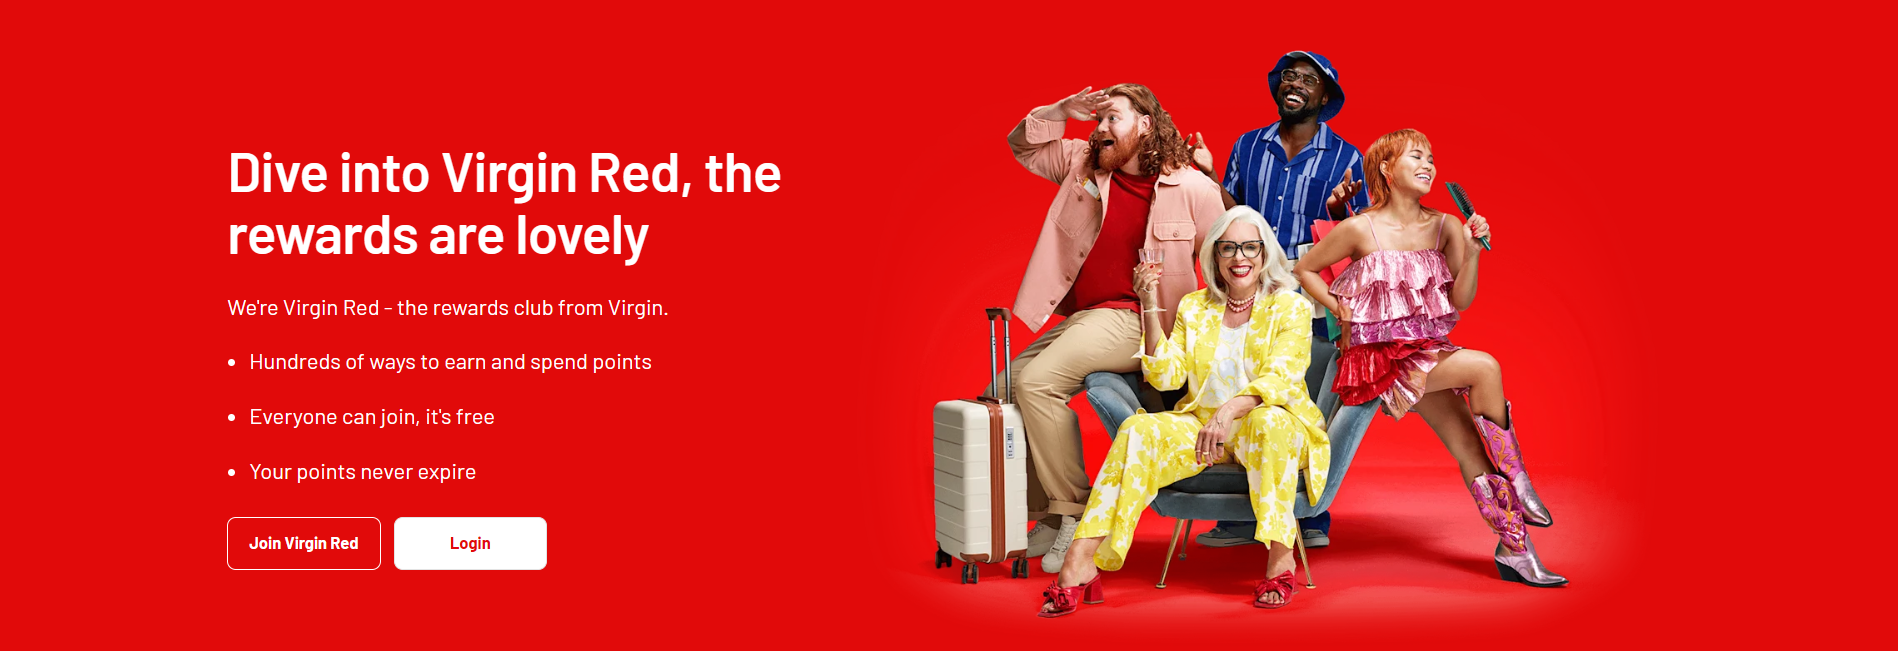 Dive into Virgin Red, the
rewards are lovely
We're Virgin Red - the rewards club from Virgin.
• Hundreds of ways to earn and spend points
• Everyone can join, it's free
• Your points never expire
Join Virgin Red
Login